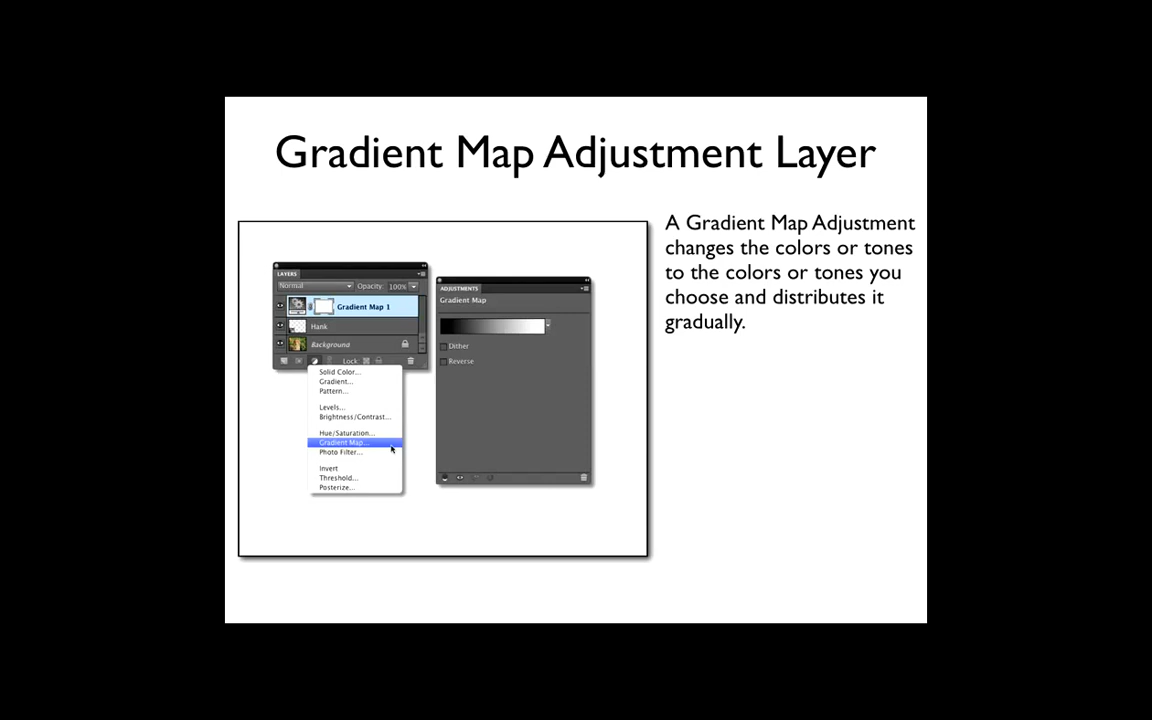 Gradient Map Adjustment Layer
A Gradient Map Adjustment
changes the colors or tones
to the colors or tones you
choose and distributes it
gradually.
LAYERS
Normal Opacity: 100%
Gradient Map 1
Hank
Background
Lock:
Solid Color...
Gradient...
Pattern...
Levels...
Brightness/Contrast...
Hue/Saturation...
Gradient Map...
Photo Filter...
Invert
Threshold...
Posterize...
ADJUSTMENTS
Gradient Map
Dither
Reverse